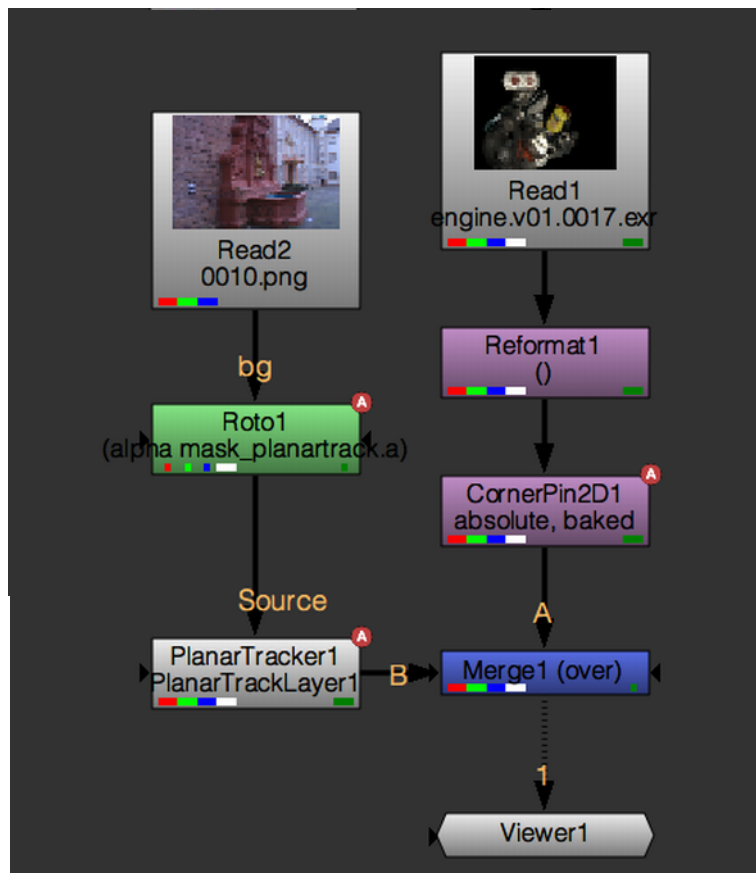 Read1
engine.v01.0017.exr
Read2
0010.png
bg
Reformat1
()
A
Roto1
(alpha mask_planartrack.a)
A
CornerPin2D1
absolute, baked
Source
A
A
PlanarTracker1
PlanarTrackLayer1
B
Merge1 (over)
1
Viewer1